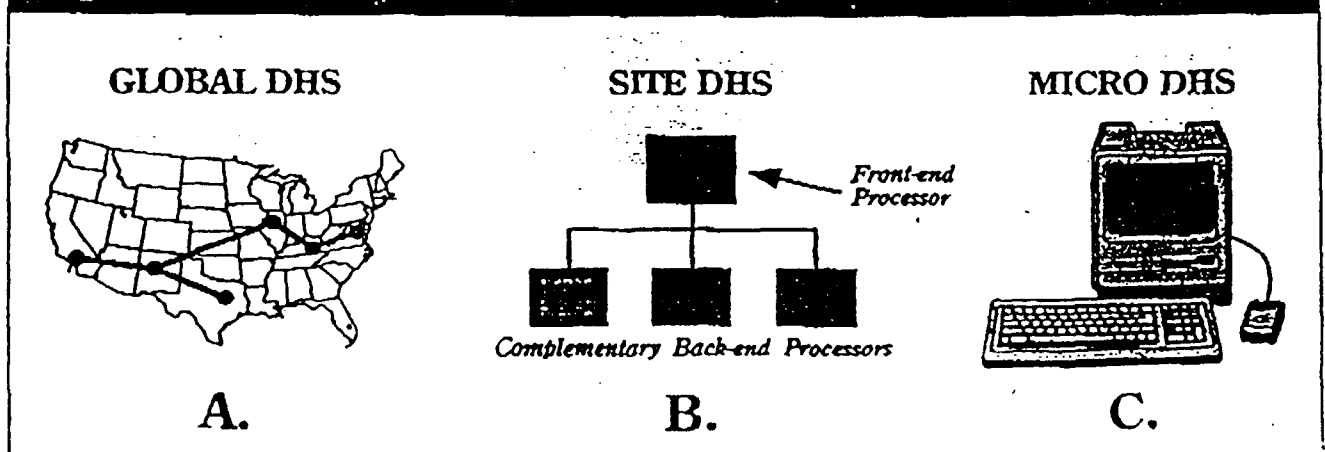 GLOBAL DHS
SITE DHS
MICRO DHS
Front-end
Processor
Complementary Back-end Processors
A.
B.
C.